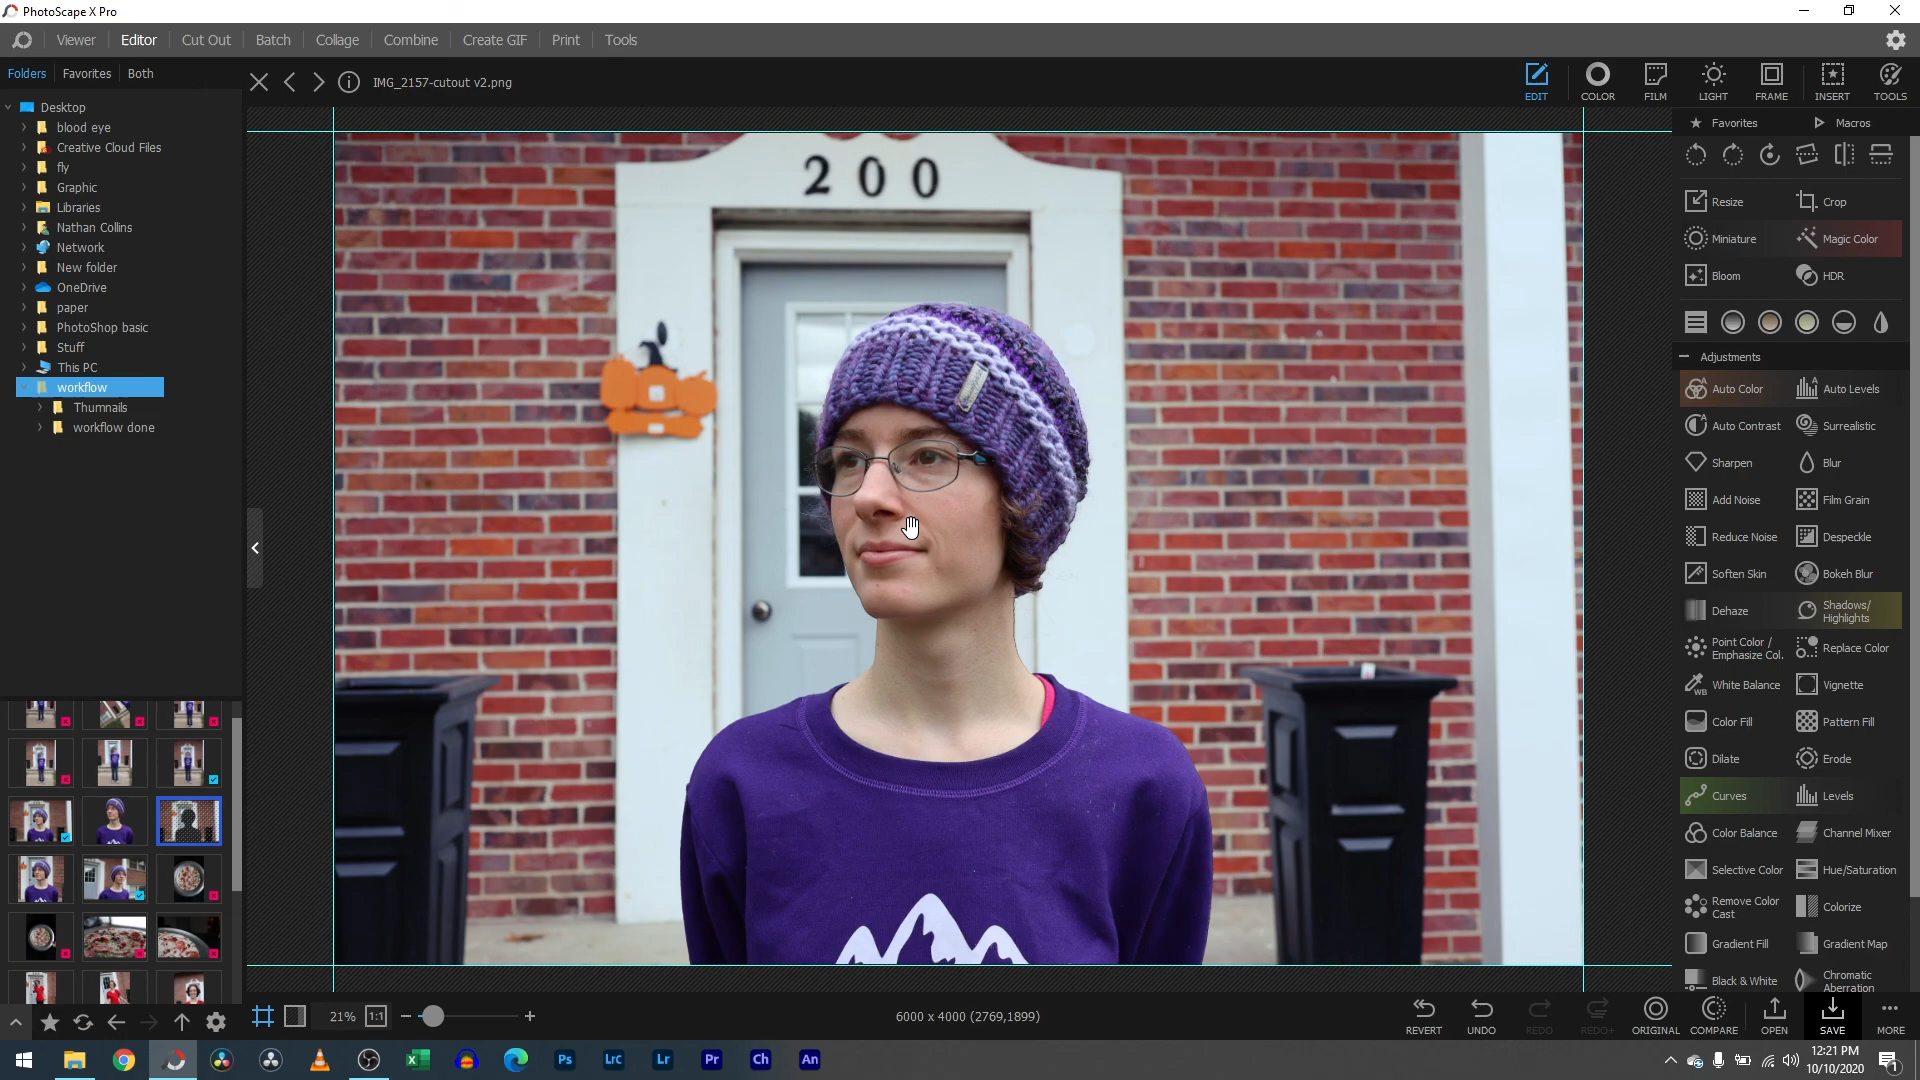 PhotoScape X Pro
Viewer Editor Cut Out Batch Collage Combine Create GIF Print Tools
Folders Favorites Both
IMG_2157-cutout v2.png
EDIT COLOR FILM LIGHT FRAME INSERT TOOLS
Desktop
blood eye
Creative Cloud Files
fly
Graphic
Libraries
Nathan Collins
Network
New folder
OneDrive
paper
PhotoShop basic
Stuff
This PC
workflow
Thumnails
workflow done
200
Favorites Macros
Resize Crop
Miniature Magic Color
Bloom HDR
Adjustments
Auto Color Auto Levels
Auto Contrast Surrealistic
Sharpen Blur
Add Noise Film Grain
Reduce Noise Despeckle
Soften Skin Bokeh Blur
Dehaze Shadows/
Highlights
Point Color /
Emphasize Col. Replace Color
White Balance Vignette
Color Fill Pattern Fill
Dilate Erode
Curves Levels
Color Balance Channel Mixer
Selective Color Hue/Saturation
Remove Color
Cast Colorize
Gradient Fill Gradient Map
Black & White Chromatic
Aberration
21% 1:1
6000 x 4000 (2769,1899)
REVERT UNDO REDO REDO+ ORIGINAL COMPARE OPEN SAVE MORE
Ps LrC Lr Pr Ch An
12:21 PM
10/10/2020
1